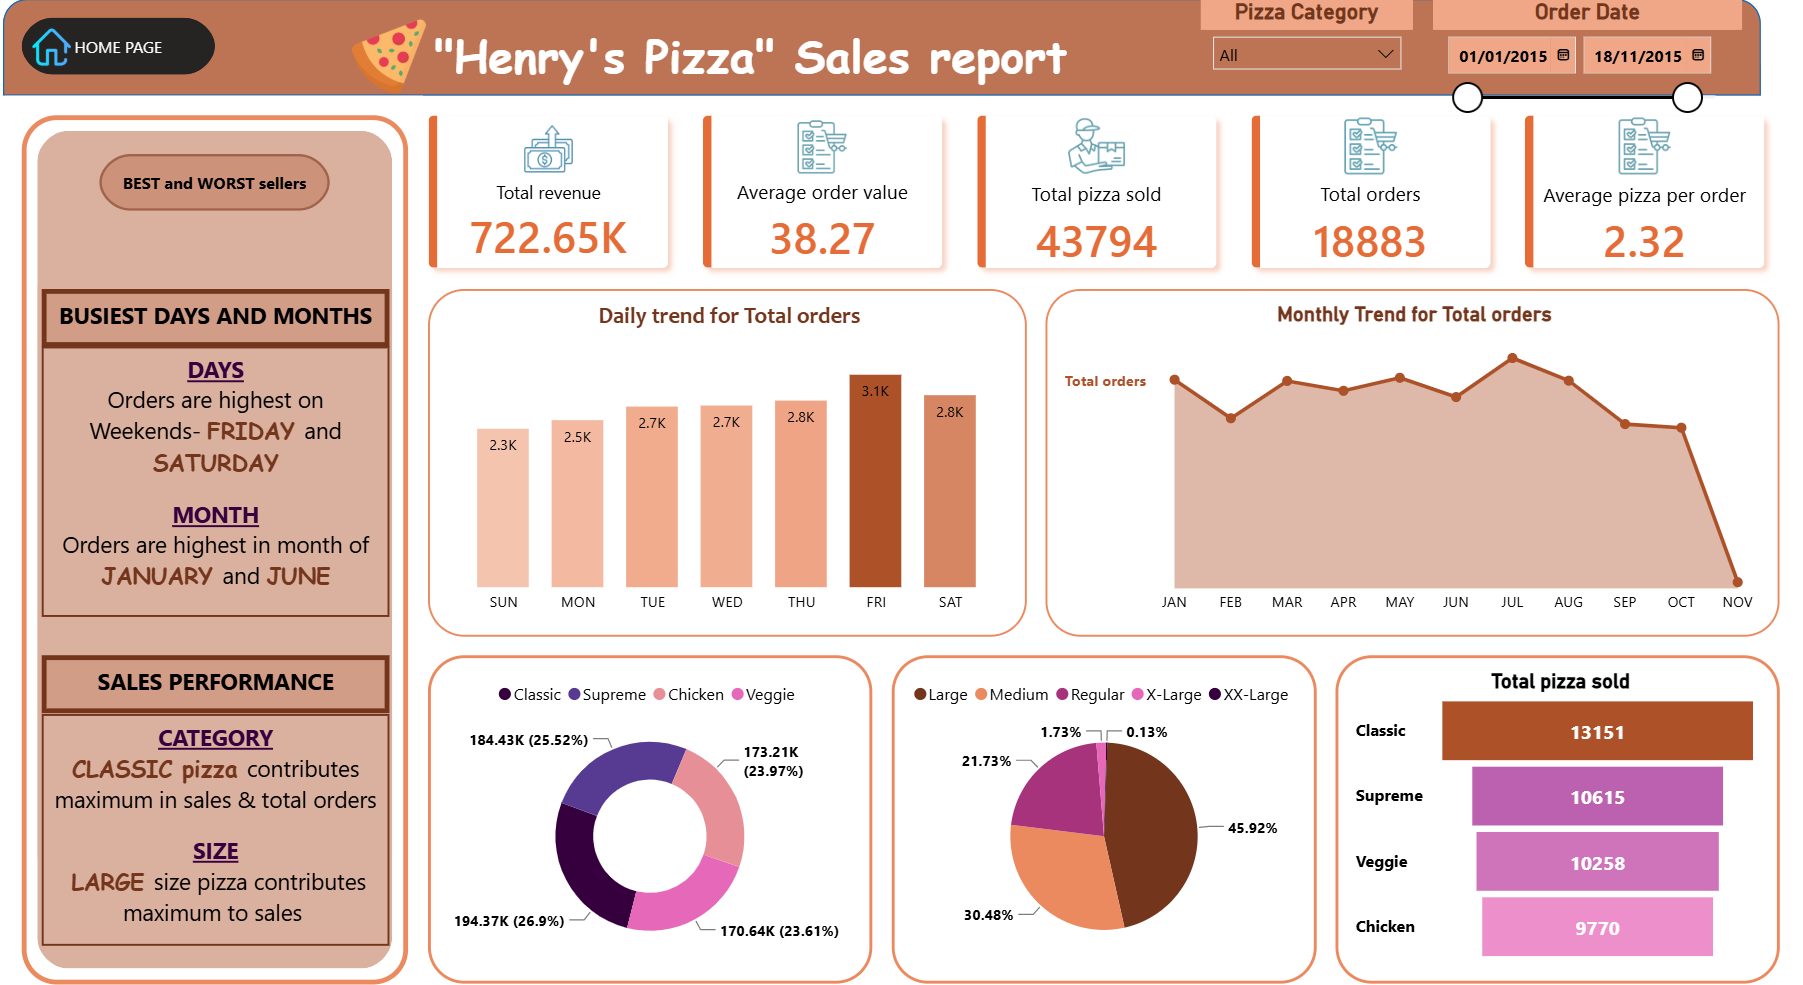 HOME PAGE
"Henry's Pizza" Sales report
Pizza Category
All
Order Date
01/01/2015
18/11/2015
BEST and WORST sellers
BUSIEST DAYS AND MONTHS
DAYS
Orders are highest on
Weekends- FRIDAY and
SATURDAY
MONTH
Orders are highest in month of
JANUARY and JUNE
SALES PERFORMANCE
CATEGORY
CLASSIC pizza contributes
maximum in sales & total orders
SIZE
LARGE size pizza contributes
maximum to sales
Total revenue
722.65K
Average order value
38.27
Total pizza sold
43794
Total orders
18883
Average pizza per order
2.32
Daily trend for Total orders
2.3K
2.5K
2.7K
2.7K
2.8K
3.1K
2.8K
SUN MON TUE WED THU FRI SAT
Monthly Trend for Total orders
Total orders
JAN FEB MAR APR MAY JUN JUL AUG SEP OCT NOV
Classic Supreme Chicken Veggie
184.43K (25.52%)
173.21K
(23.97%)
194.37K (26.9%)
170.64K (23.61%)
Large Medium Regular X-Large XX-Large
1.73%
0.13%
21.73%
45.92%
30.48%
Total pizza sold
Classic 13151
Supreme 10615
Veggie 10258
Chicken 9770